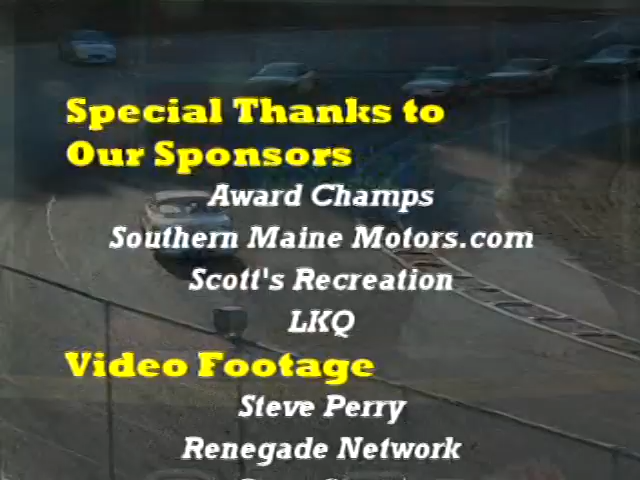 Special Thanks to
Our Sponsors
Award Champs
Southern Maine Motors.com
Scott's Recreation
LKQ
Video Footage
Steve Perry
Renegade Network